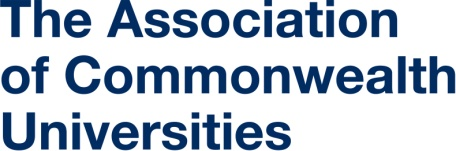 The Association
of Commonwealth
Universities